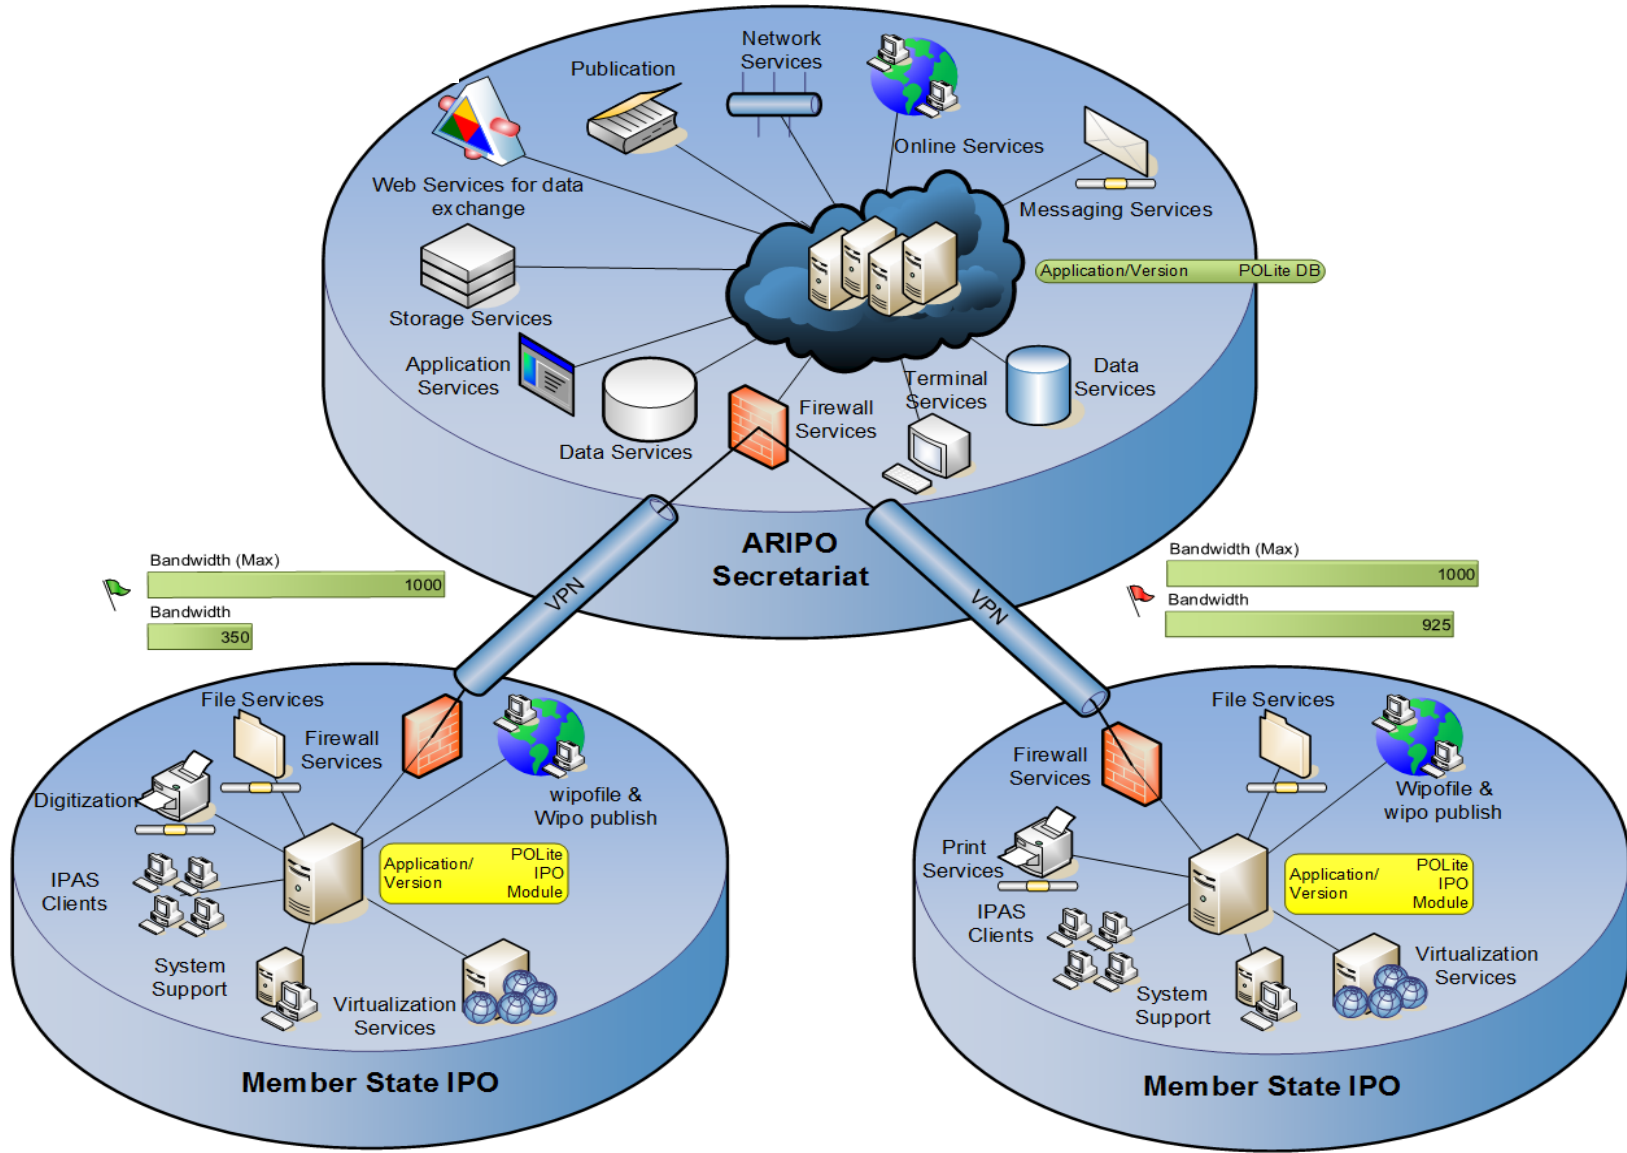 Network
Services
Publication
Online Services
Web Services for data
exchange
Messaging Services
Application/Version POLite DB
Storage Services
Application
Services
Data Services
Firewall
Services
Terminal
Services
Data
Services
ARIPO
Secretariat
VPN
VPN
Bandwidth (Max)
1000
Bandwidth
350
Bandwidth (Max)
1000
Bandwidth
925
File Services
Firewall
Services
Digitization
wipofile &
Wipo publish
Application/
Version
POLite
IPO
Module
IPAS
Clients
System
Support
Virtualization
Services
Member State IPO
File Services
Firewall
Services
Wipofile &
wipo publish
Print
Services
Application/
Version
POLite
IPO
Module
IPAS
Clients
System
Support
Virtualization
Services
Member State IPO